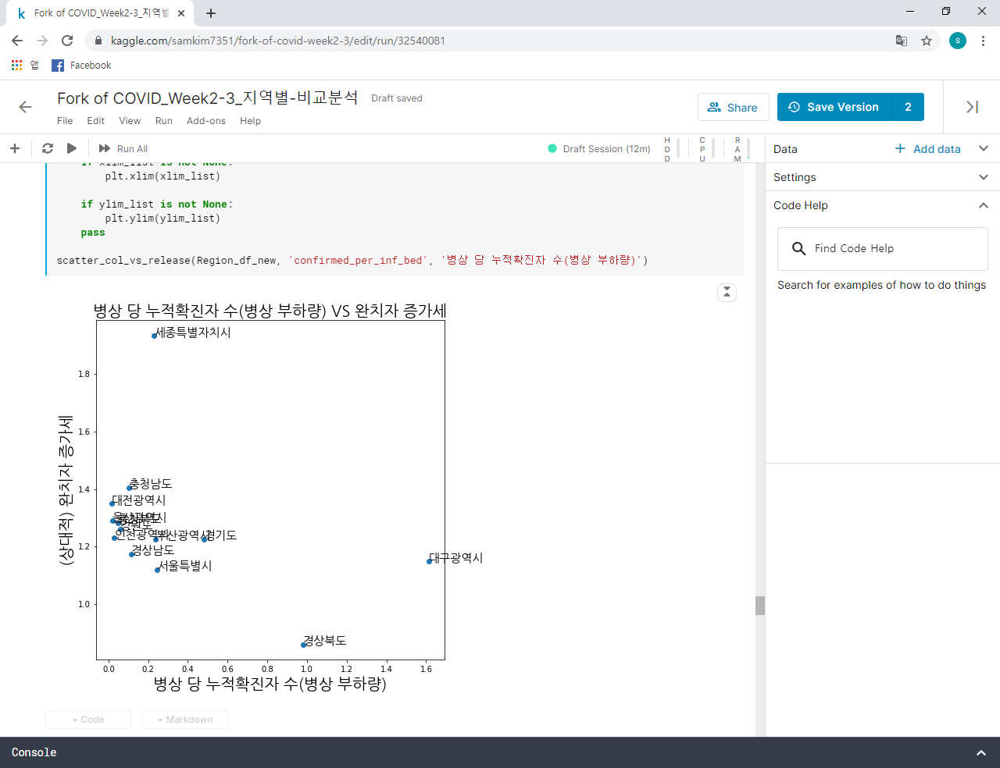 Fork of COVID_Week2-3_지역별
kaggle.com/samkim7351/fork-of-covid-week2-3/edit/run/32540081
s
앱
Facebook
Fork of COVID_Week2-3_지역별-비교분석
Draft saved
File Edit View Run Add-ons Help
Share
Save Version 2
Run All
Draft Session (12m)
HDD
CPU
RAM
Data
Add data
Settings
Code Help
Find Code Help
Search for examples of how to do things
if xlim_list is not None:
plt.xlim(xlim_list)
if ylim_list is not None:
plt.ylim(ylim_list)
pass
scatter_col_vs_release(Region_df_new, 'confirmed_per_inf_bed', '병상 당 누적확진자 수(병상 부하량)')
병상 당 누적확진자 수(병상 부하량) VS 완치자 증가세
(상대적) 완치자 증가세
1.8
1.6
1.4
1.2
1.0
세종특별자치시
충청남도
대전광역시
울산광역시
강원도
인천광역시
부산광역시
경기도
경상남도
서울특별시
대구광역시
경상북도
0.0 0.2 0.4 0.6 0.8 1.0 1.2 1.4 1.6
병상 당 누적확진자 수(병상 부하량)
+ Code
+ Markdown
Console